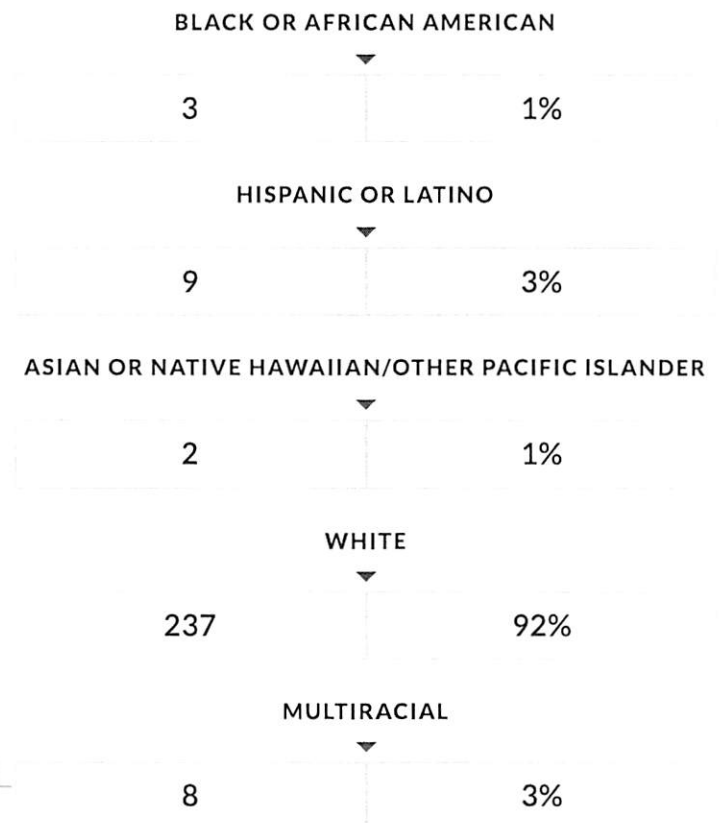 BLACK OR AFRICAN AMERICAN
3 1%
HISPANIC OR LATINO
9 3%
ASIAN OR NATIVE HAWAIIAN/OTHER PACIFIC ISLANDER
2 1%
WHITE
237 92%
MULTIRACIAL
8 3%